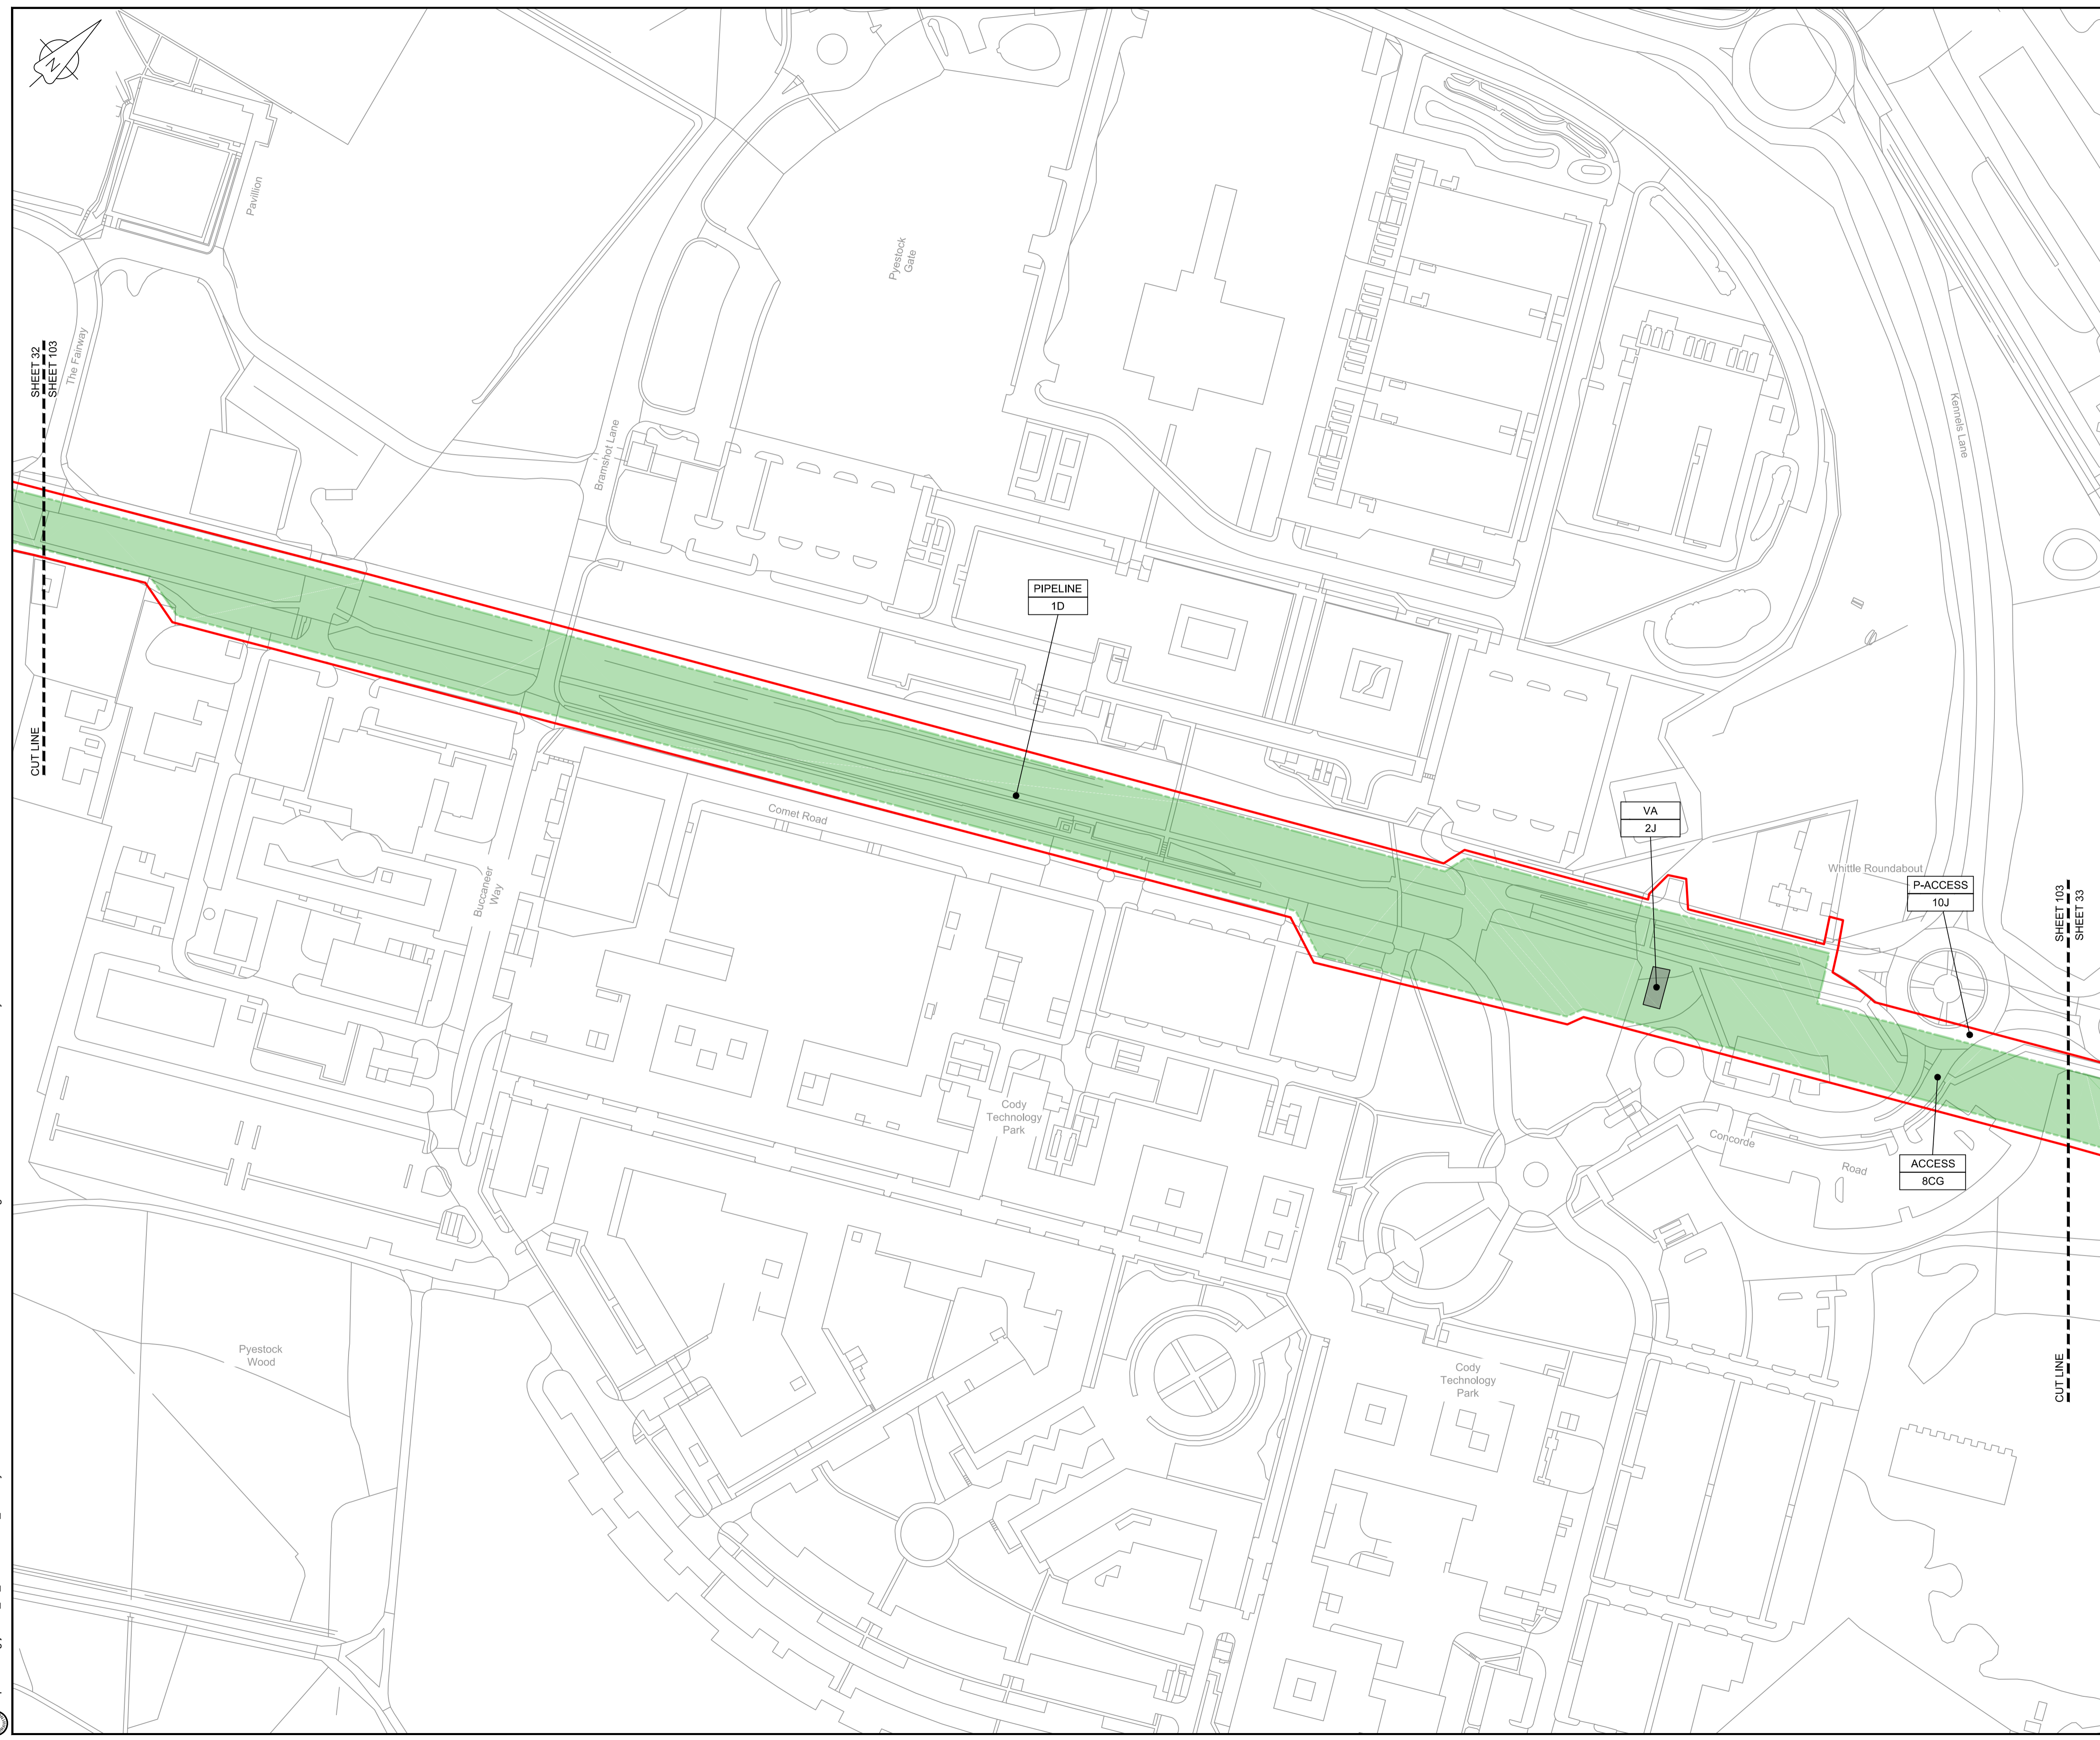 N
Pavillion
The Fairway
SHEET 32
SHEET 103
CUT LINE
Bramshot Lane
Pyestock
Gate
Kennels Lane
PIPELINE
1D
VA
2J
Whittle Roundabout
P-ACCESS
10J
SHEET 103
SHEET 33
Comet Road
Buccaneer
Way
Cody
Technology
Park
Concorde
Road
ACCESS
8CG
Pyestock
Wood
Cody
Technology
Park
CUT LINE